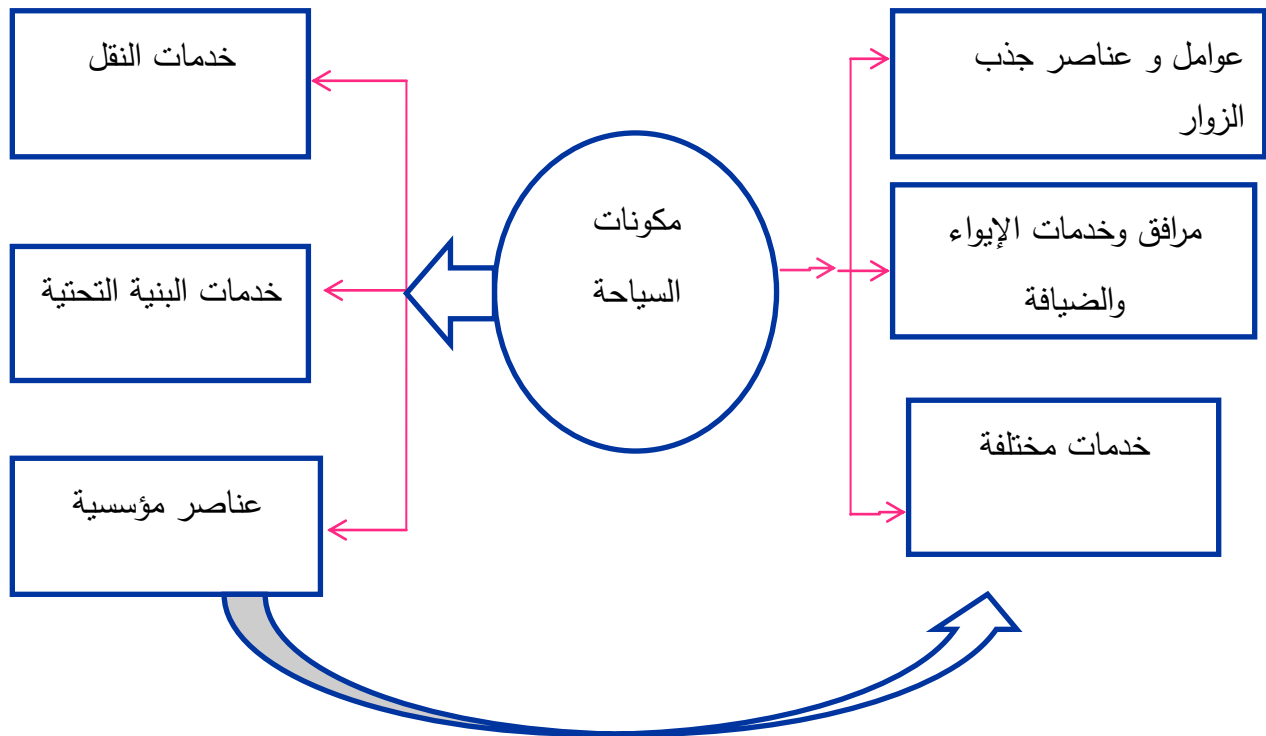 عوامل و عناصر جذب
الزوار
مرافق وخدمات الإيواء
والضيافة
خدمات مختلفة
مكونات
السياحة
خدمات النقل
خدمات البنية التحتية
عناصر مؤسسية